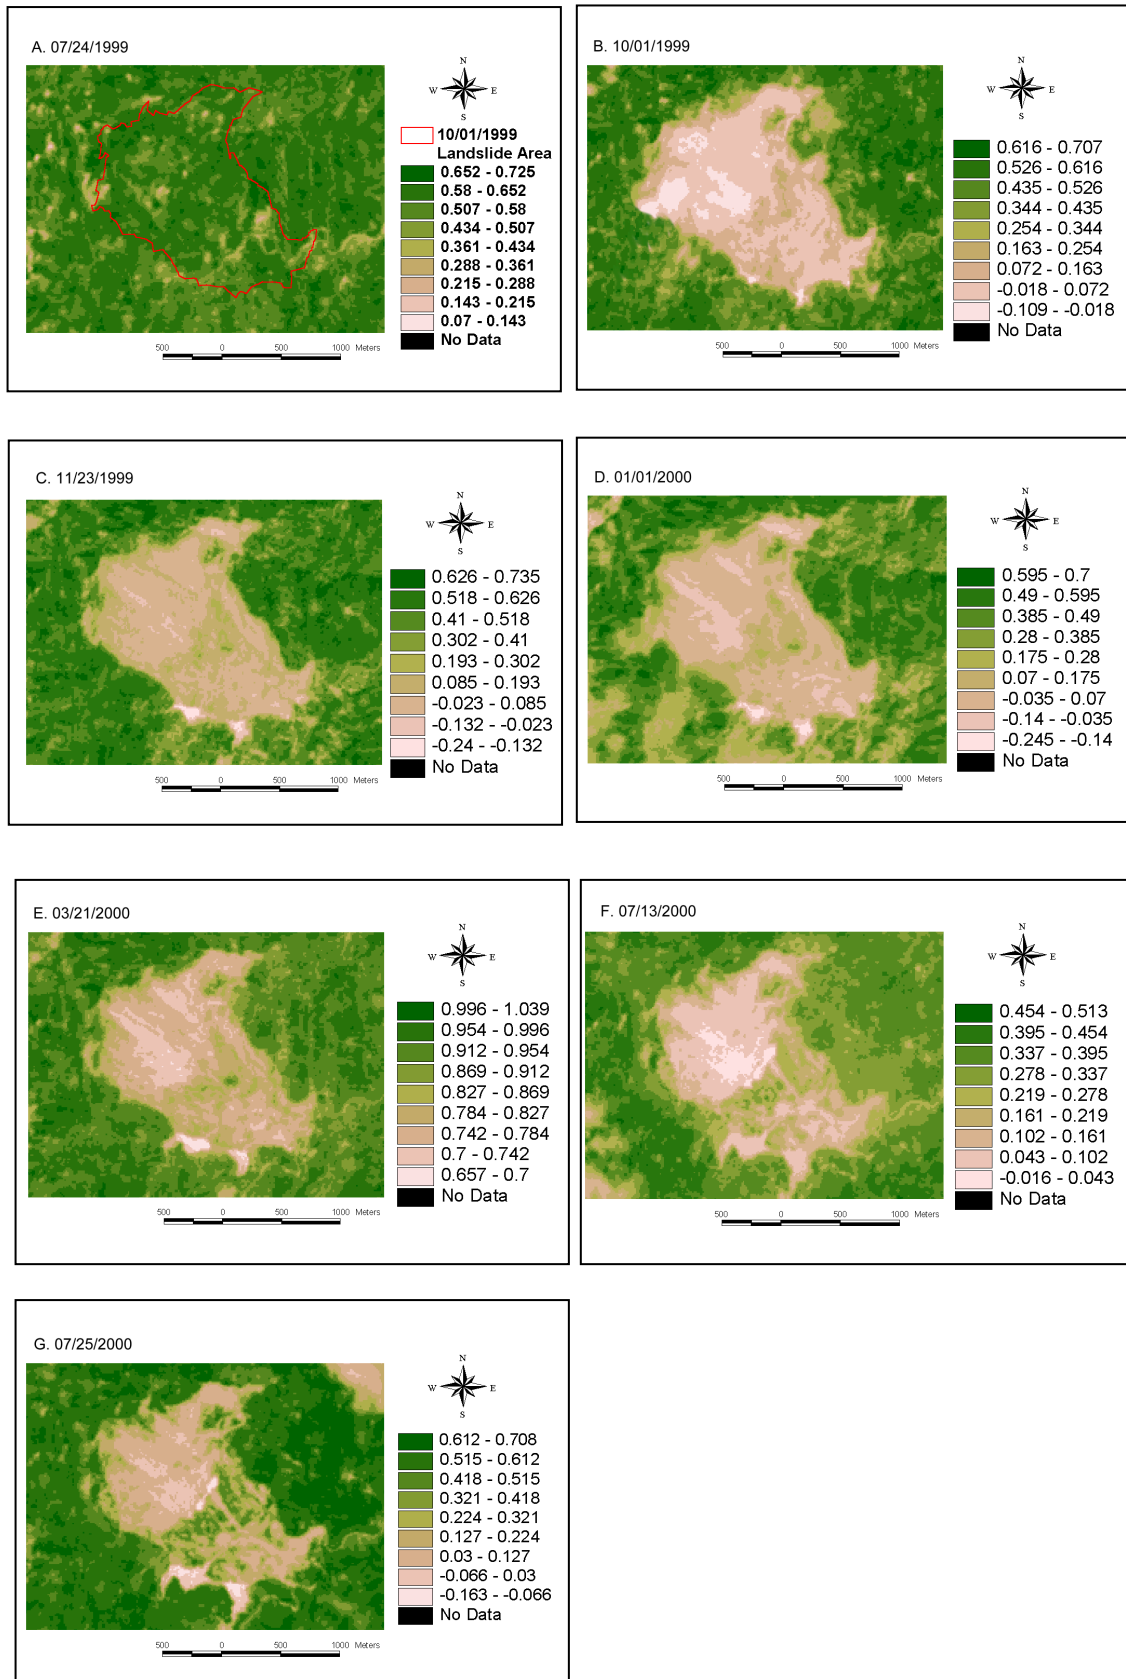 A. 07/24/1999
N
W E
S
10/01/1999
Landslide Area
0.652 - 0.725
0.58 - 0.652
0.507 - 0.58
0.434 - 0.507
0.361 - 0.434
0.288 - 0.361
0.215 - 0.288
0.143 - 0.215
0.07 - 0.143
No Data
500 0 500 1000 Meters
B. 10/01/1999
N
W E
S
0.616 - 0.707
0.526 - 0.616
0.435 - 0.526
0.344 - 0.435
0.254 - 0.344
0.163 - 0.254
0.072 - 0.163
-0.018 - 0.072
-0.109 - -0.018
No Data
500 0 500 1000 Meters
C. 11/23/1999
N
W E
S
0.626 - 0.735
0.518 - 0.626
0.41 - 0.518
0.302 - 0.41
0.193 - 0.302
0.085 - 0.193
-0.023 - 0.085
-0.132 - -0.023
-0.24 - -0.132
No Data
500 0 500 1000 Meters
D. 01/01/2000
N
W E
S
0.595 - 0.7
0.49 - 0.595
0.385 - 0.49
0.28 - 0.385
0.175 - 0.28
0.07 - 0.175
-0.035 - 0.07
-0.14 - -0.035
-0.245 - -0.14
No Data
500 0 500 1000 Meters
E. 03/21/2000
N
W E
S
0.996 - 1.039
0.954 - 0.996
0.912 - 0.954
0.869 - 0.912
0.827 - 0.869
0.784 - 0.827
0.742 - 0.784
0.7 - 0.742
0.657 - 0.7
No Data
500 0 500 1000 Meters
F. 07/13/2000
N
W E
S
0.454 - 0.513
0.395 - 0.454
0.337 - 0.395
0.278 - 0.337
0.219 - 0.278
0.161 - 0.219
0.102 - 0.161
0.043 - 0.102
-0.016 - 0.043
No Data
500 0 500 1000 Meters
G. 07/25/2000
N
W E
S
0.612 - 0.708
0.515 - 0.612
0.418 - 0.515
0.321 - 0.418
0.224 - 0.321
0.127 - 0.224
0.03 - 0.127
-0.066 - 0.03
-0.163 - -0.066
No Data
500 0 500 1000 Meters